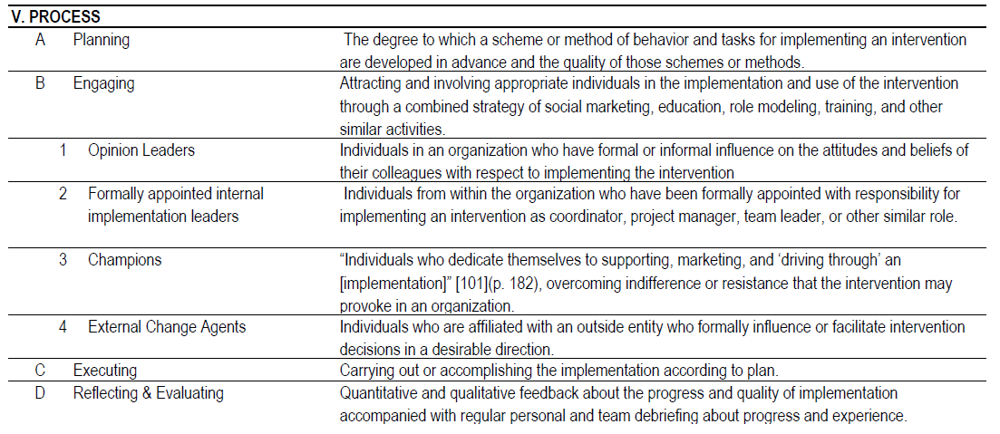 V. PROCESS
A Planning The degree to which a scheme or method of behavior and tasks for implementing an intervention
are developed in advance and the quality of those schemes or methods.
B Engaging Attracting and involving appropriate individuals in the implementation and use of the intervention
through a combined strategy of social marketing, education, role modeling, training, and other
similar activities.
1 Opinion Leaders Individuals in an organization who have formal or informal influence on the attitudes and beliefs of
their colleagues with respect to implementing the intervention
2 Formally appointed internal Individuals from within the organization who have been formally appointed with responsibility for
implementation leaders implementing an intervention as coordinator, project manager, team leader, or other similar role.
3 Champions “Individuals who dedicate themselves to supporting, marketing, and ‘driving through’ an
[implementation]” [101](p. 182), overcoming indifference or resistance that the intervention may
provoke in an organization.
4 External Change Agents Individuals who are affiliated with an outside entity who formally influence or facilitate intervention
decisions in a desirable direction.
C Executing Carrying out or accomplishing the implementation according to plan.
D Reflecting & Evaluating Quantitative and qualitative feedback about the progress and quality of implementation
accompanied with regular personal and team debriefing about progress and experience.